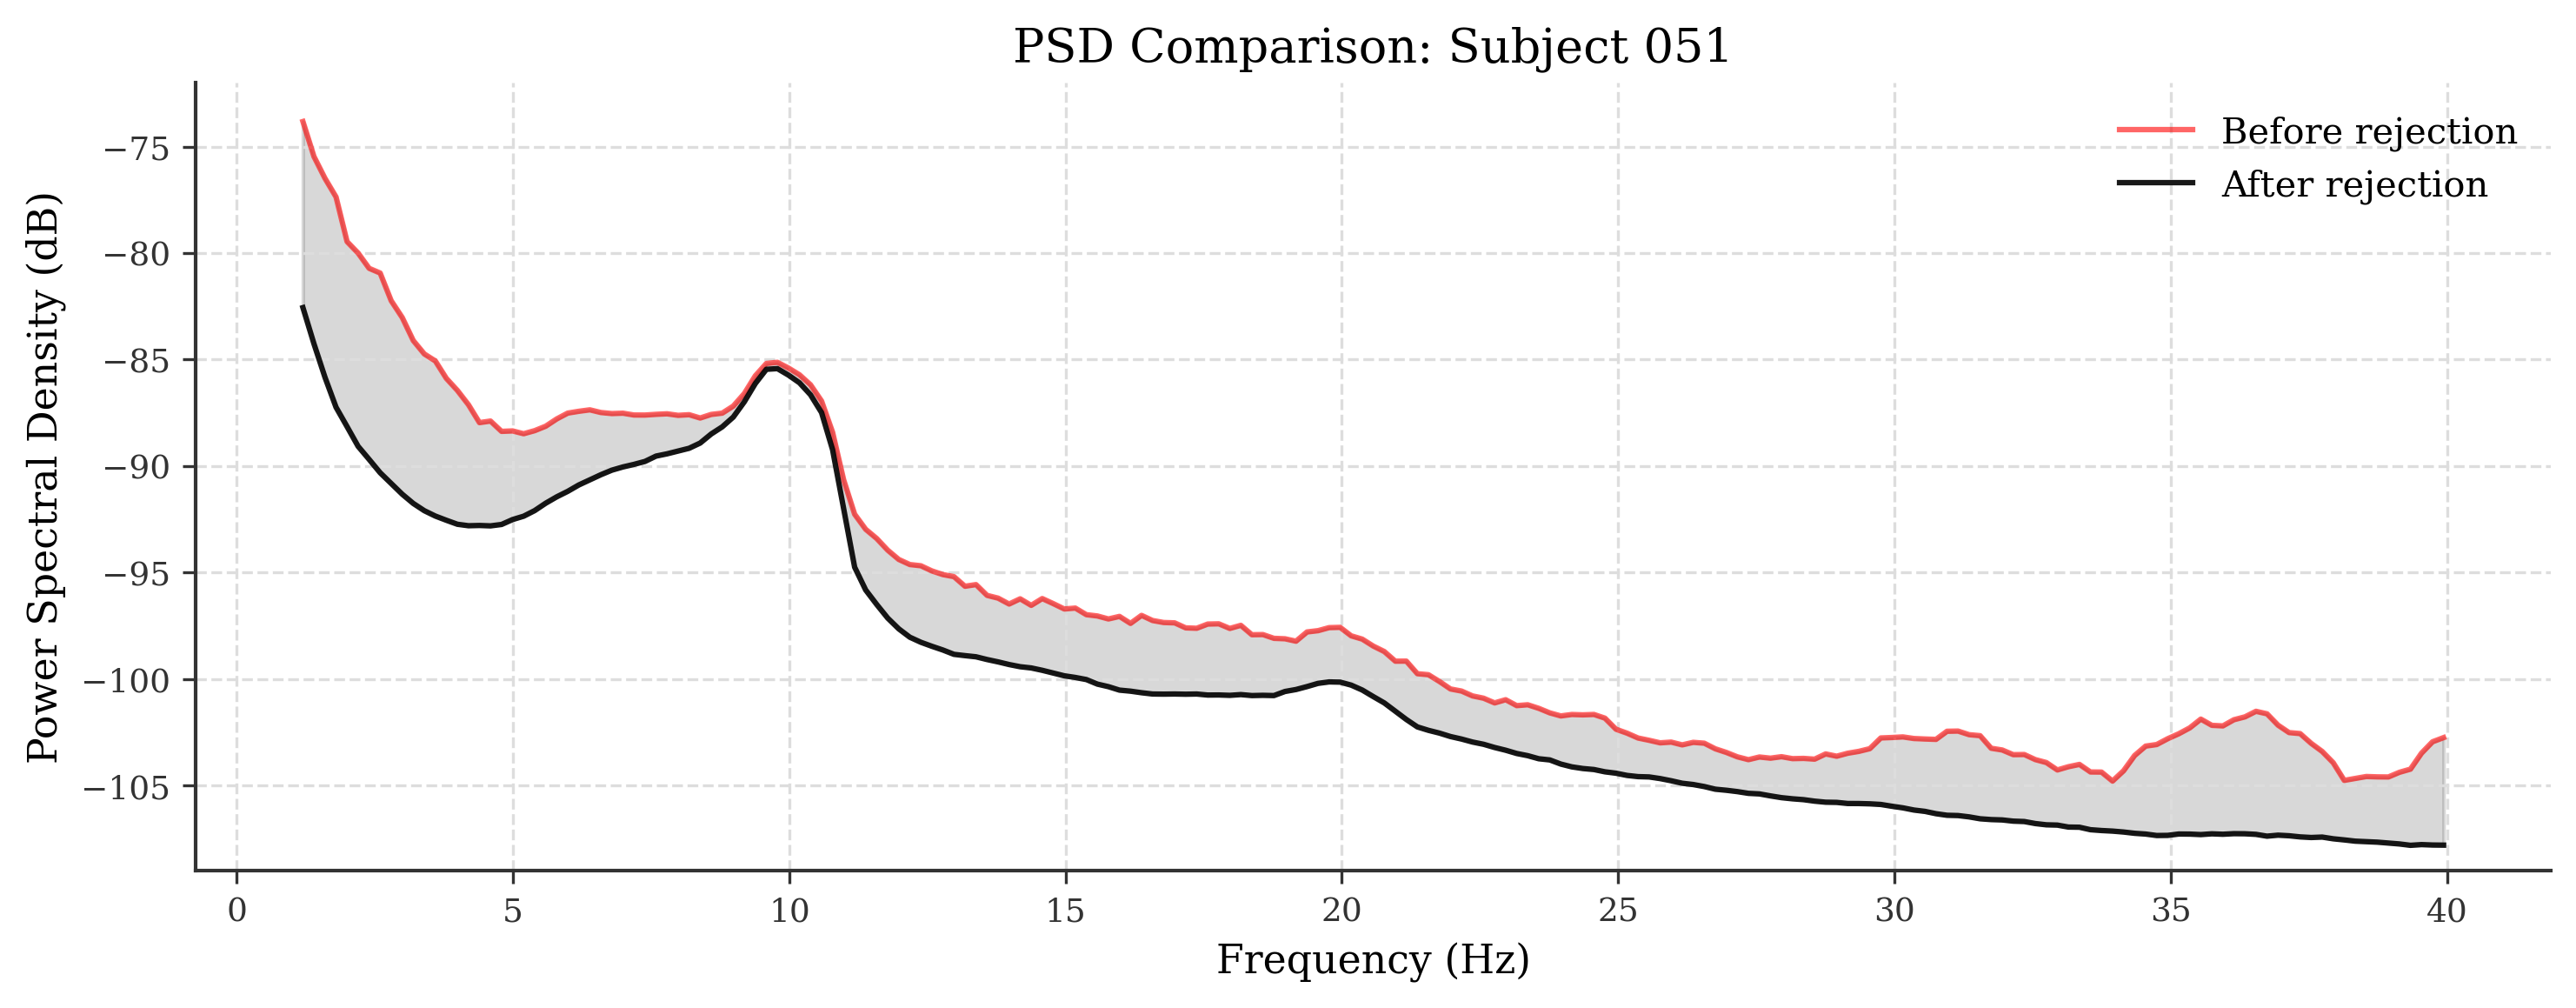 PSD Comparison: Subject 051
Before rejection
After rejection
Power Spectral Density (dB)
−75
−80
−85
−90
−95
−100
−105
0 5 10 15 20 25 30 35 40
Frequency (Hz)